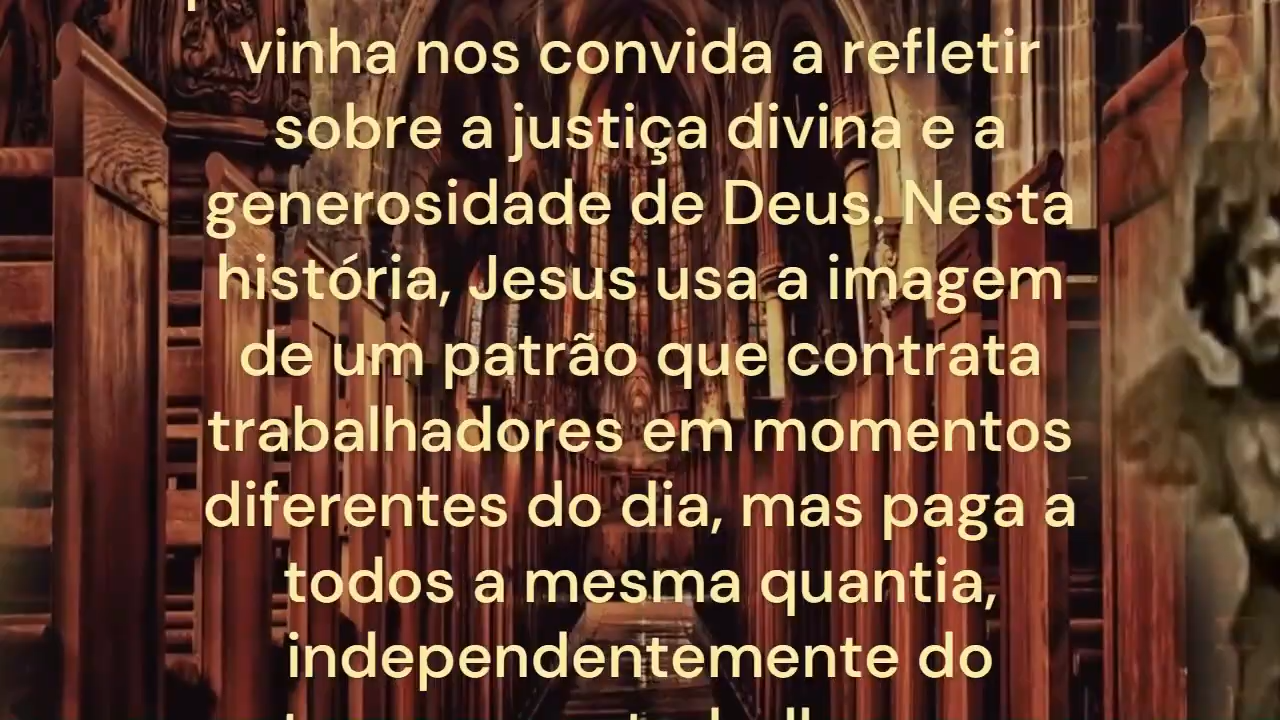 vinha nos convida a refletir
sobre a justiça divina e a
generosidade de Deus. Nesta
história, Jesus usa a imagem
de um patrão que contrata
trabalhadores em momentos
diferentes do dia, mas paga a
todos a mesma quantia,
independentemente do